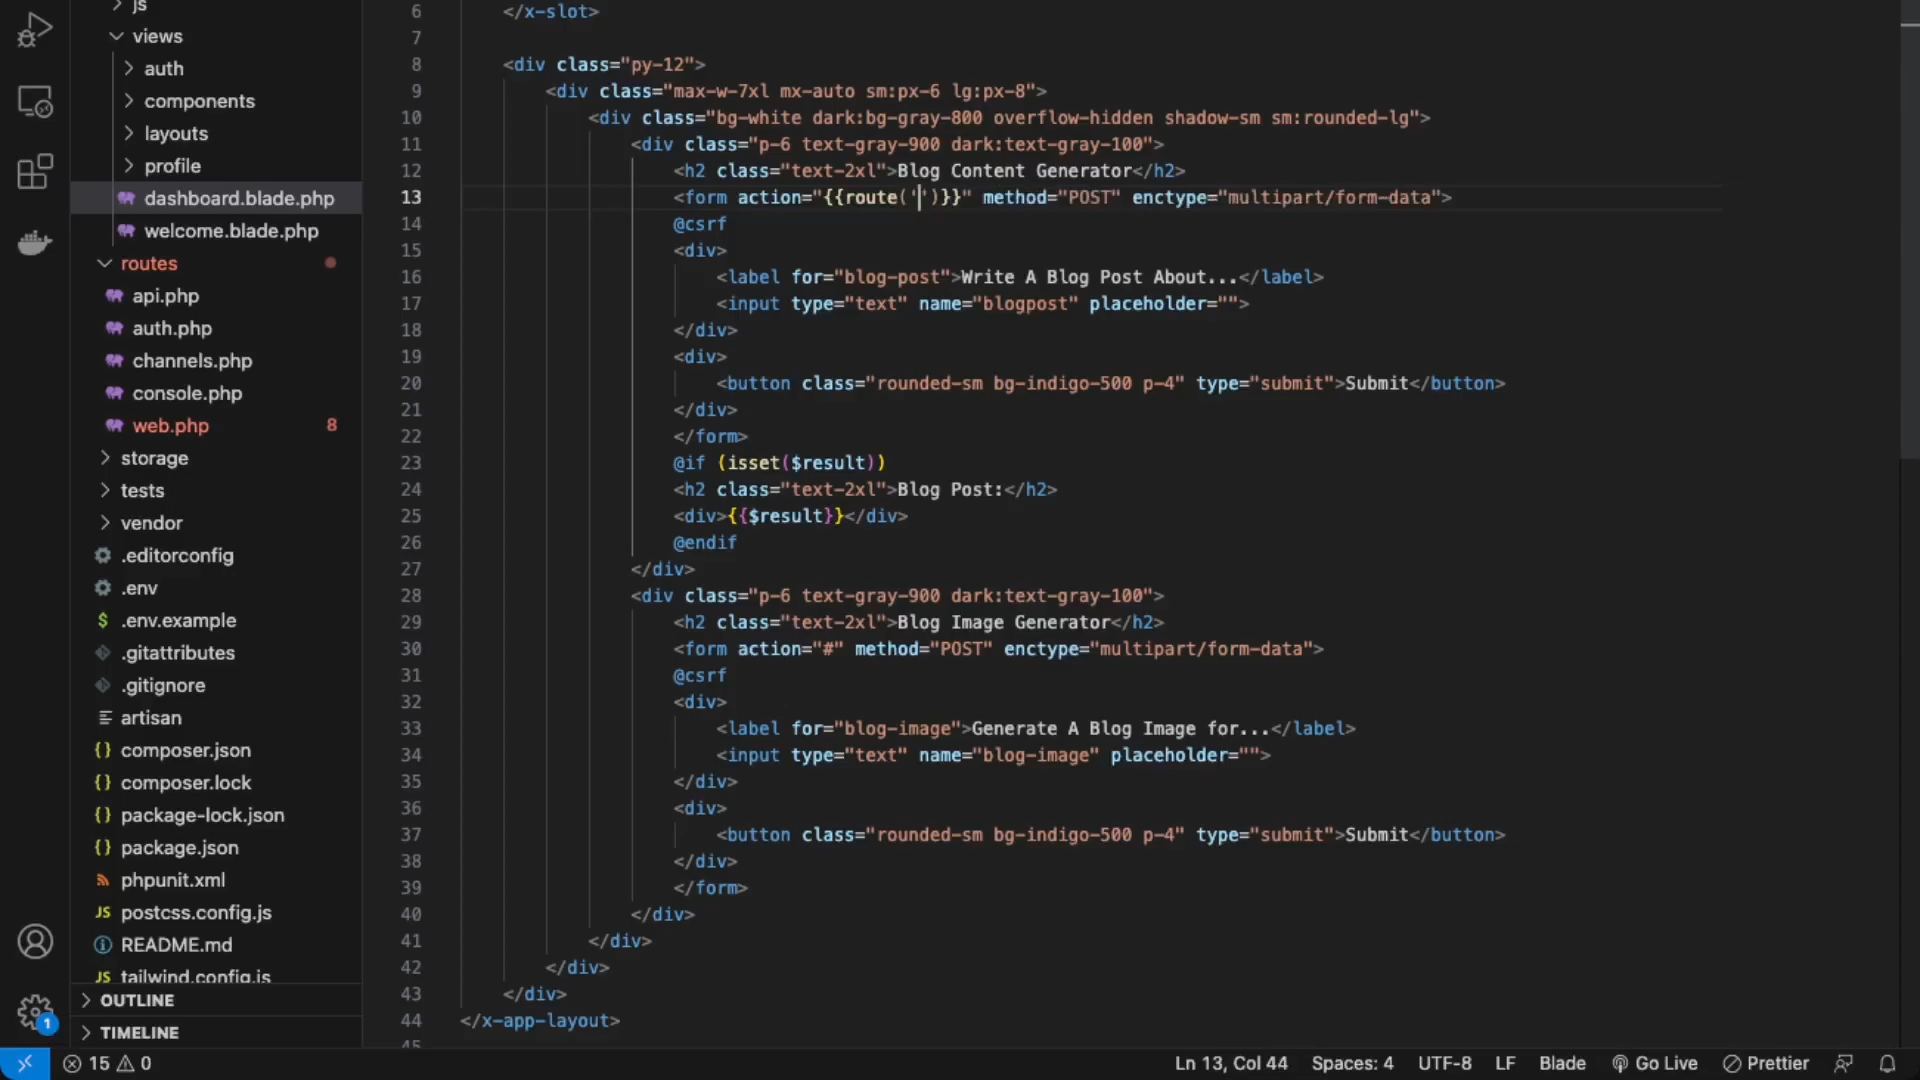 js
views
auth
components
layouts
profile
dashboard.blade.php
welcome.blade.php
routes
api.php
auth.php
channels.php
console.php
web.php 8
storage
tests
vendor
.editorconfig
.env
$ .env.example
.gitattributes
.gitignore
artisan
{} composer.json
{} composer.lock
{} package-lock.json
{} package.json
phpunit.xml
JS postcss.config.js
README.md
JS tailwind.config.js
OUTLINE
TIMELINE
1
6 </x-slot>
7
8 <div class="py-12">
9 <div class="max-w-7xl mx-auto sm:px-6 lg:px-8">
10 <div class="bg-white dark:bg-gray-800 overflow-hidden shadow-sm sm:rounded-lg">
11 <div class="p-6 text-gray-900 dark:text-gray-100">
12 <h2 class="text-2xl">Blog Content Generator</h2>
13 <form action="{{route('')}}" method="POST" enctype="multipart/form-data">
14 @csrf
15 <div>
16 <label for="blog-post">Write A Blog Post About...</label>
17 <input type="text" name="blogpost" placeholder="">
18 </div>
19 <div>
20 <button class="rounded-sm bg-indigo-500 p-4" type="submit">Submit</button>
21 </div>
22 </form>
23 @if (isset($result))
24 <h2 class="text-2xl">Blog Post:</h2>
25 <div>{{$result}}</div>
26 @endif
27 </div>
28 <div class="p-6 text-gray-900 dark:text-gray-100">
29 <h2 class="text-2xl">Blog Image Generator</h2>
30 <form action="#" method="POST" enctype="multipart/form-data">
31 @csrf
32 <div>
33 <label for="blog-image">Generate A Blog Image for...</label>
34 <input type="text" name="blog-image" placeholder="">
35 </div>
36 <div>
37 <button class="rounded-sm bg-indigo-500 p-4" type="submit">Submit</button>
38 </div>
39 </form>
40 </div>
41 </div>
42 </div>
43 </div>
44 </x-app-layout>
45
15 0 Ln 13, Col 44 Spaces: 4 UTF-8 LF Blade Go Live Prettier